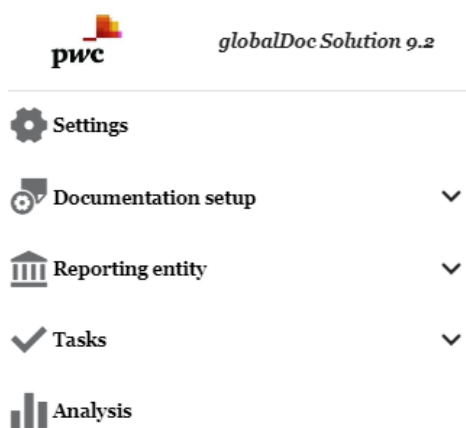 pwc
globalDoc Solution 9.2
Settings
Documentation setup
Reporting entity
Tasks
Analysis